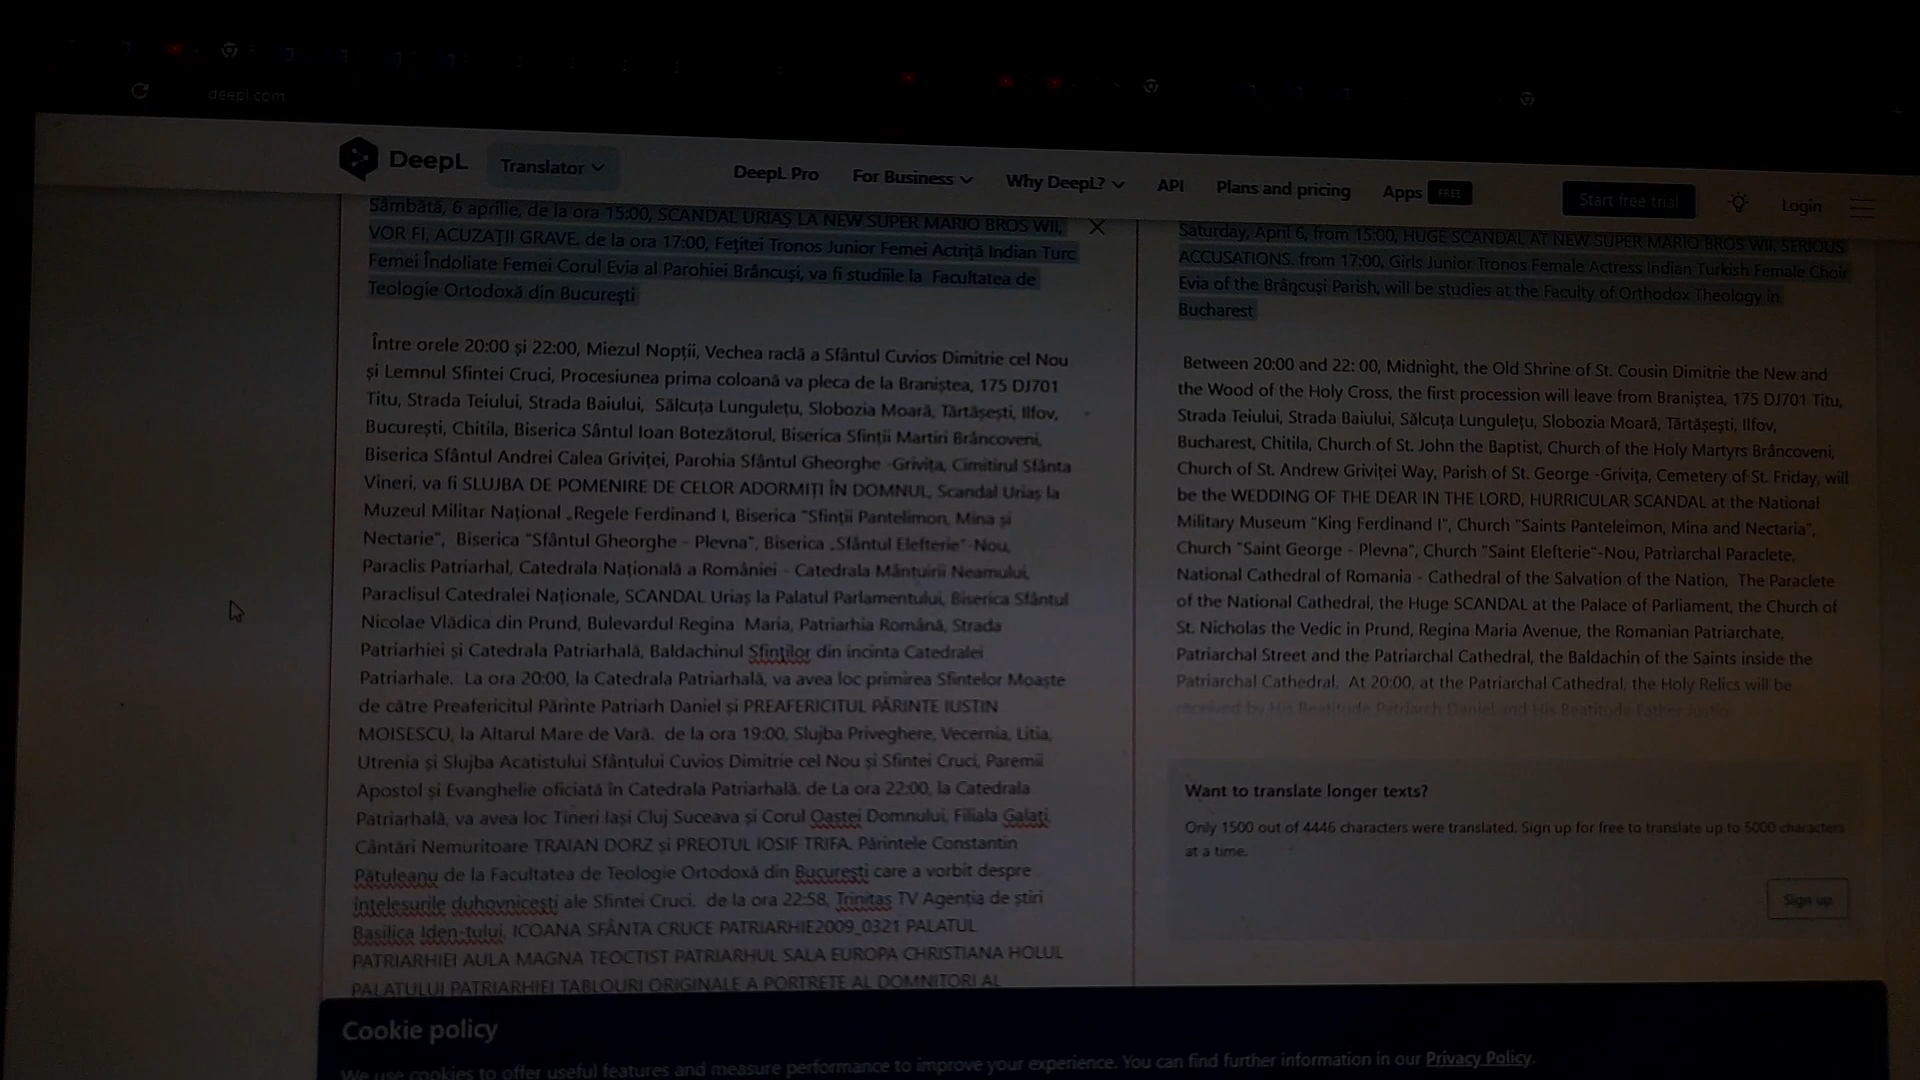 deepl.com
DeepL
Translator
DeepL Pro
For Business
Why DeepL?
API
Plans and pricing
Apps FREE
Start free trial
Login
Sâmbătă, 6 aprilie, de la ora 15:00, SCANDAL URIAȘ LA NEW SUPER MARIO BROS WII,
VOR FI, ACUZAȚII GRAVE. de la ora 17:00, Fetiței Tronos Junior Femei Actriță Indian Turc
Femei Îndoliate Femei Corul Evia al Parohiei Brâncuși, va fi studiile la Facultatea de
Teologie Ortodoxă din București
Între orele 20:00 și 22:00, Miezul Nopții, Vechea raclă a Sfântul Cuvios Dimitrie cel Nou
și Lemnul Sfintei Cruci, Procesiunea prima coloană va pleca de la Braniștea, 175 DJ701
Titu, Strada Teiului, Strada Baiului, Sălcuța Lungulețu, Slobozia Moară, Tărtășești, Ilfov,
București, Chitila, Biserica Sântul Ioan Botezătorul, Biserica Sfinții Martiri Brâncoveni,
Biserica Sfântul Andrei Calea Griviței, Parohia Sfântul Gheorghe -Grivița, Cimitirul Sfânta
Vineri, va fi SLUJBA DE POMENIRE DE CELOR ADORMIȚI ÎN DOMNUL, Scandal Uriaș la
Muzeul Militar Național „Regele Ferdinand I, Biserica "Sfinții Pantelimon, Mina și
Nectarie", Biserica "Sfântul Gheorghe - Plevna", Biserica „Sfântul Elefterie"-Nou,
Paraclis Patriarhal, Catedrala Națională a României - Catedrala Mântuirii Neamului,
Paraclisul Catedralei Naționale, SCANDAL Uriaș la Palatul Parlamentului, Biserica Sfântul
Nicolae Vlădica din Prund, Bulevardul Regina Maria, Patriarhia Română, Strada
Patriarhiei și Catedrala Patriarhală, Baldachinul Sfinților din incinta Catedralei
Patriarhale. La ora 20:00, la Catedrala Patriarhală, va avea loc primirea Sfintelor Moaște
de către Preafericitul Părinte Patriarh Daniel și PREAFERICITUL PĂRINTE IUSTIN
MOISESCU, la Altarul Mare de Vară. de la ora 19:00, Slujba Priveghere, Vecernia, Litia,
Utrenia și Slujba Acatistului Sfântului Cuvios Dimitrie cel Nou și Sfintei Cruci, Paremii
Apostol și Evanghelie oficiată în Catedrala Patriarhală. de La ora 22:00, la Catedrala
Patriarhală, va avea loc Tineri Iași Cluj Suceava și Corul Oastei Domnului, Filiala Galați,
Cântări Nemuritoare TRAIAN DORZ și PREOTUL IOSIF TRIFA. Părintele Constantin
Pătuleanu de la Facultatea de Teologie Ortodoxă din București care a vorbit despre
înțelesurile duhovnicești ale Sfintei Cruci. de la ora 22:58, Trinitas TV Agenția de știri
Basilica Iden-tului, ICOANA SFÂNTA CRUCE PATRIARHIE2009_0321 PALATUL
PATRIARHIEI AULA MAGNA TEOCTIST PATRIARHUL SALA EUROPA CHRISTIANA HOLUL
PALATULUI PATRIARHIEI TABLOURI ORIGINALE A PORTRETE AL DOMNITORI AL
Saturday, April 6, from 15:00, HUGE SCANDAL AT NEW SUPER MARIO BROS WII, SERIOUS
ACCUSATIONS. from 17:00, Girls Junior Tronos Female Actress Indian Turkish Female Choir
Evia of the Brâncuși Parish, will be studies at the Faculty of Orthodox Theology in
Bucharest
Between 20:00 and 22: 00, Midnight, the Old Shrine of St. Cousin Dimitrie the New and
the Wood of the Holy Cross, the first procession will leave from Braniștea, 175 DJ701 Titu,
Strada Teiului, Strada Baiului, Sălcuța Lungulețu, Slobozia Moară, Tărtășești, Ilfov,
Bucharest, Chitila, Church of St. John the Baptist, Church of the Holy Martyrs Brâncoveni,
Church of St. Andrew Griviței Way, Parish of St. George -Grivița, Cemetery of St. Friday, will
be the WEDDING OF THE DEAR IN THE LORD, HURRICULAR SCANDAL at the National
Military Museum "King Ferdinand I", Church "Saints Panteleimon, Mina and Nectaria",
Church "Saint George - Plevna", Church "Saint Elefterie"-Nou, Patriarchal Paraclete,
National Cathedral of Romania - Cathedral of the Salvation of the Nation, The Paraclete
of the National Cathedral, the Huge SCANDAL at the Palace of Parliament, the Church of
St. Nicholas the Vedic in Prund, Regina Maria Avenue, the Romanian Patriarchate,
Patriarchal Street and the Patriarchal Cathedral, the Baldachin of the Saints inside the
Patriarchal Cathedral. At 20:00, at the Patriarchal Cathedral, the Holy Relics will be
received by His Beatitude Patriarch Daniel and His Beatitude Father Justin
Want to translate longer texts?
Only 1500 out of 4446 characters were translated. Sign up for free to translate up to 5000 characters
at a time.
Sign up
Cookie policy
We use cookies to offer useful features and measure performance to improve your experience. You can find further information in our Privacy Policy.